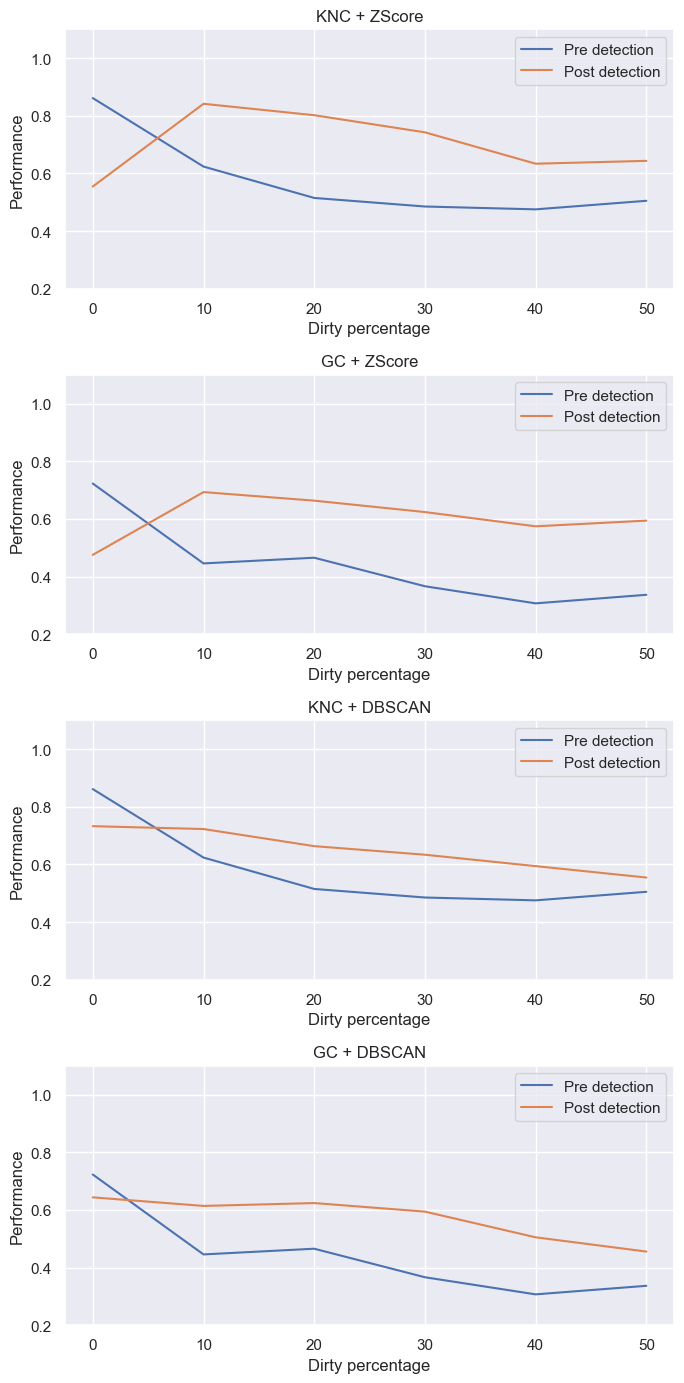 KNC + ZScore
Pre detection
Post detection
1.0
0.8
0.6
0.4
0.2
Performance
0 10 20 30 40 50
Dirty percentage
GC + ZScore
Pre detection
Post detection
1.0
0.8
0.6
0.4
0.2
Performance
0 10 20 30 40 50
Dirty percentage
KNC + DBSCAN
Pre detection
Post detection
1.0
0.8
0.6
0.4
0.2
Performance
0 10 20 30 40 50
Dirty percentage
GC + DBSCAN
Pre detection
Post detection
1.0
0.8
0.6
0.4
0.2
Performance
0 10 20 30 40 50
Dirty percentage